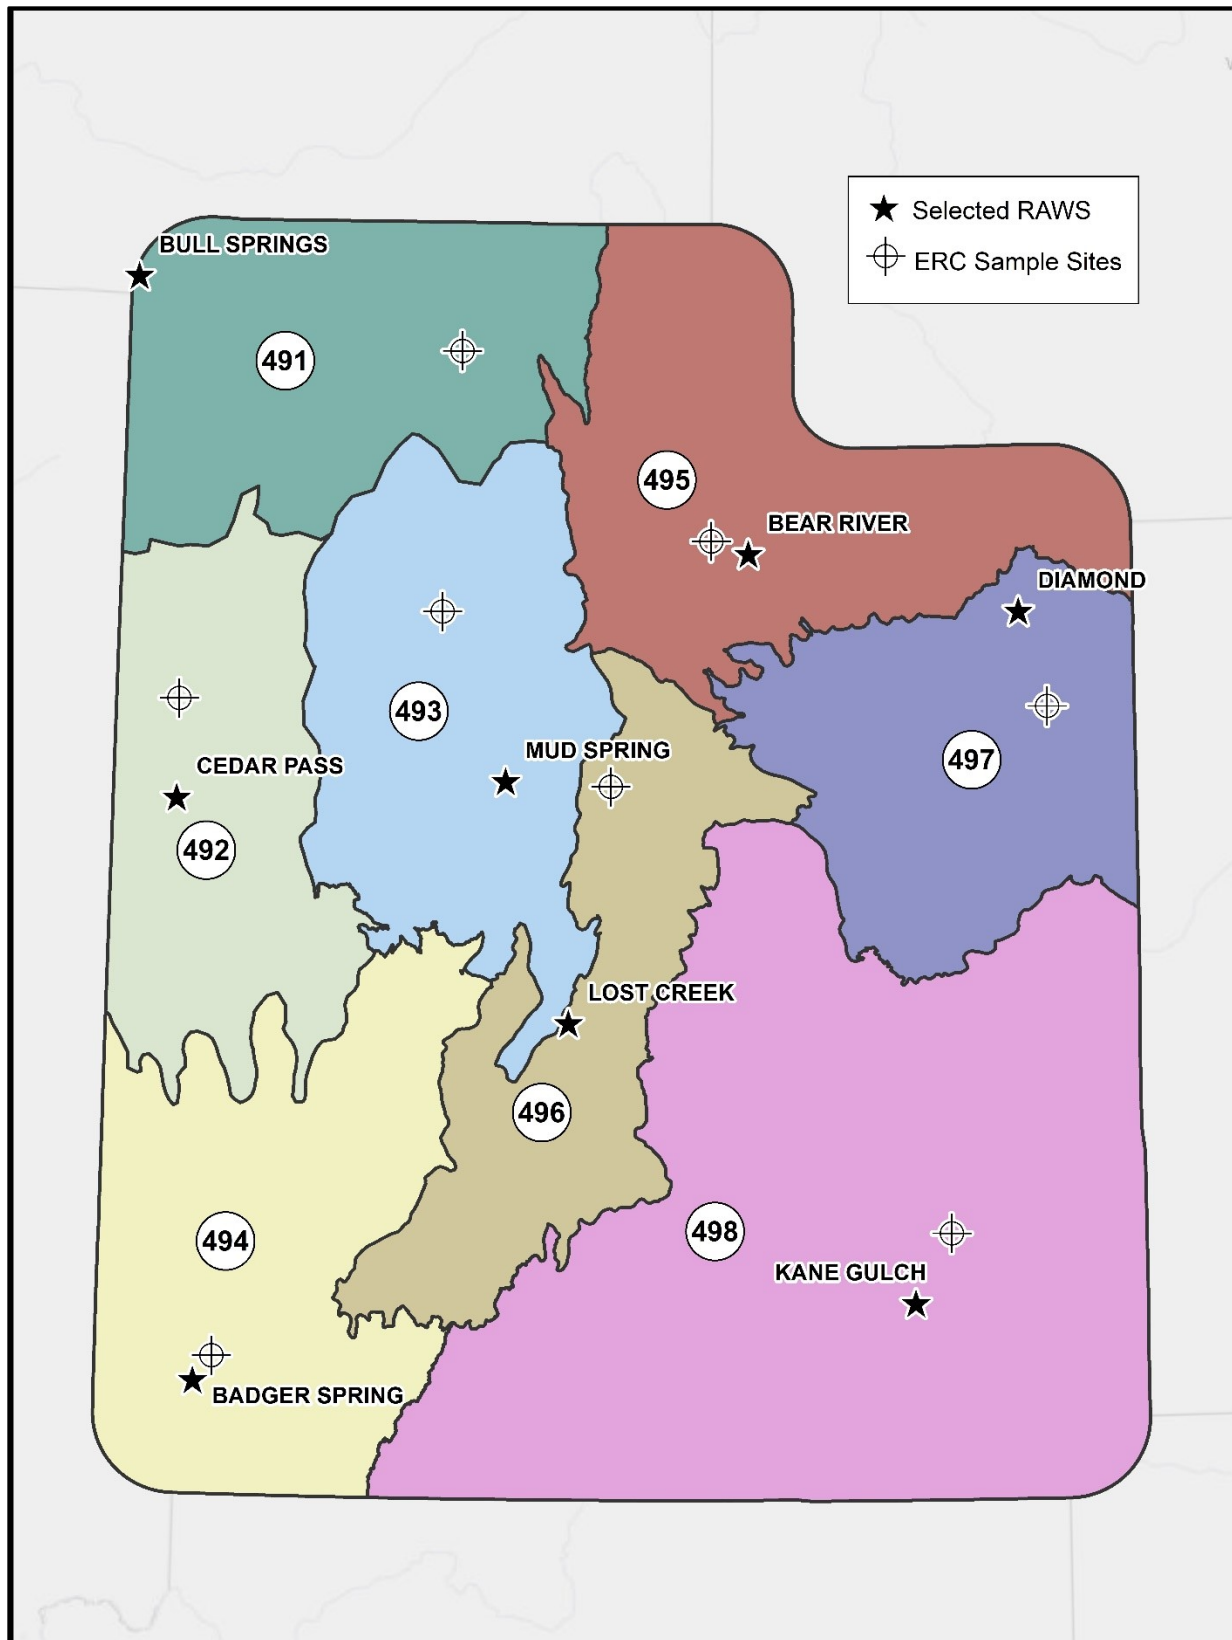 Selected RAWS
ERC Sample Sites
BULL SPRINGS
491
495
BEAR RIVER
DIAMOND
493
MUD SPRING
497
CEDAR PASS
492
LOST CREEK
496
494
498
KANE GULCH
BADGER SPRING